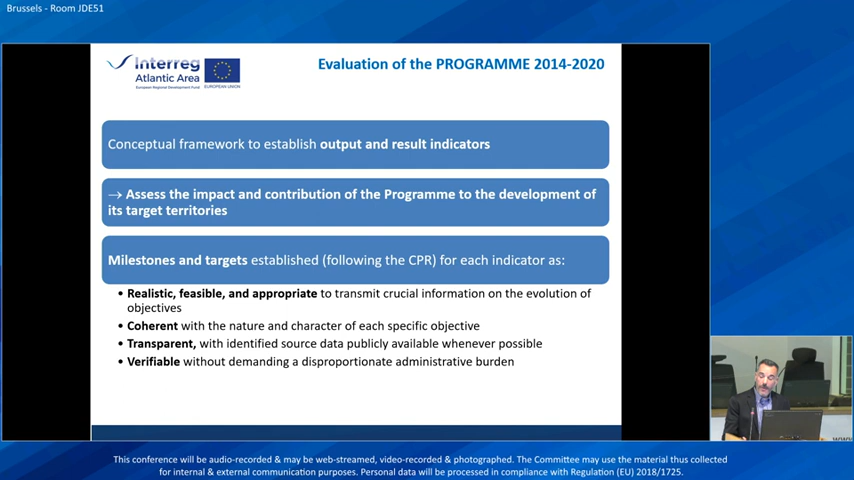 Brussels - Room JDE51
Interreg
Atlantic Area
European Regional Development Fund
EUROPEAN UNION
Evaluation of the PROGRAMME 2014-2020
Conceptual framework to establish output and result indicators
→ Assess the impact and contribution of the Programme to the development of
its target territories
Milestones and targets established (following the CPR) for each indicator as:
• Realistic, feasible, and appropriate to transmit crucial information on the evolution of
objectives
• Coherent with the nature and character of each specific objective
• Transparent, with identified source data publicly available whenever possible
• Verifiable without demanding a disproportionate administrative burden
This conference will be audio-recorded & may be web-streamed, video-recorded & photographed. The Committee may use the material thus collected
for internal & external communication purposes. Personal data will be processed in compliance with Regulation (EU) 2018/1725.